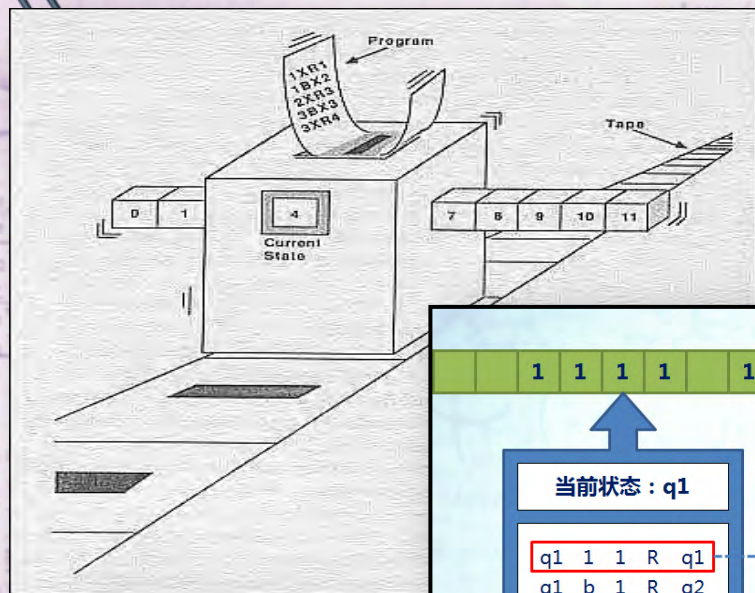 Program
1XR1
1BX2
2XR3
3BX3
3XR4
Tape
0 1
4
7 8 9 10 11
Current
State
1 1 1 1 1
当前状态：q1
q1 1 1 R q1
q1 b 1 R q2